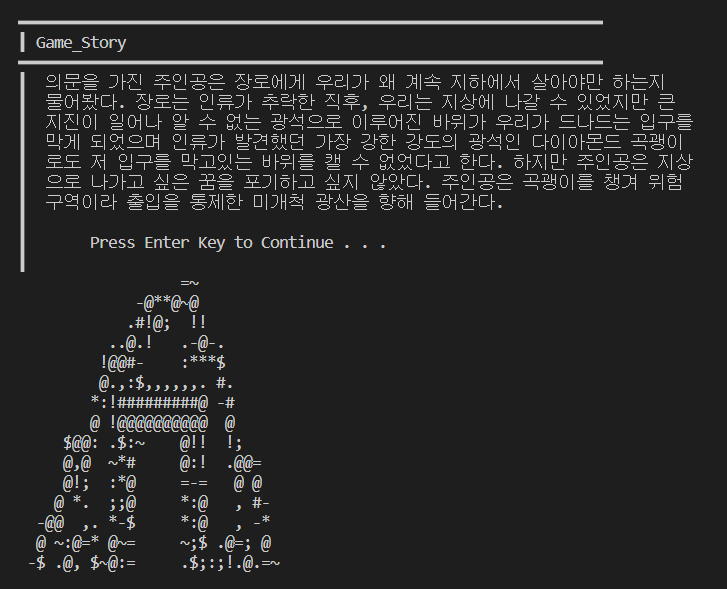 Game_Story
의문을 가진 주인공은 장로에게 우리가 왜 계속 지하에서 살아야만 하는지
물어봤다. 장로는 인류가 추락한 직후, 우리는 지상에 나갈 수 있었지만 큰
지진이 일어나 알 수 없는 광석으로 이루어진 바위가 우리가 드나드는 입구를
막게 되었으며 인류가 발견했던 가장 강한 강도의 광석인 다이아몬드 곡괭이
로도 저 입구를 막고있는 바위를 캘 수 없었다고 한다. 하지만 주인공은 지상
으로 나가고 싶은 꿈을 포기하고 싶지 않았다. 주인공은 곡괭이를 챙겨 위험
구역이라 출입을 통제한 미개척 광산을 향해 들어간다.
Press Enter Key to Continue . . .